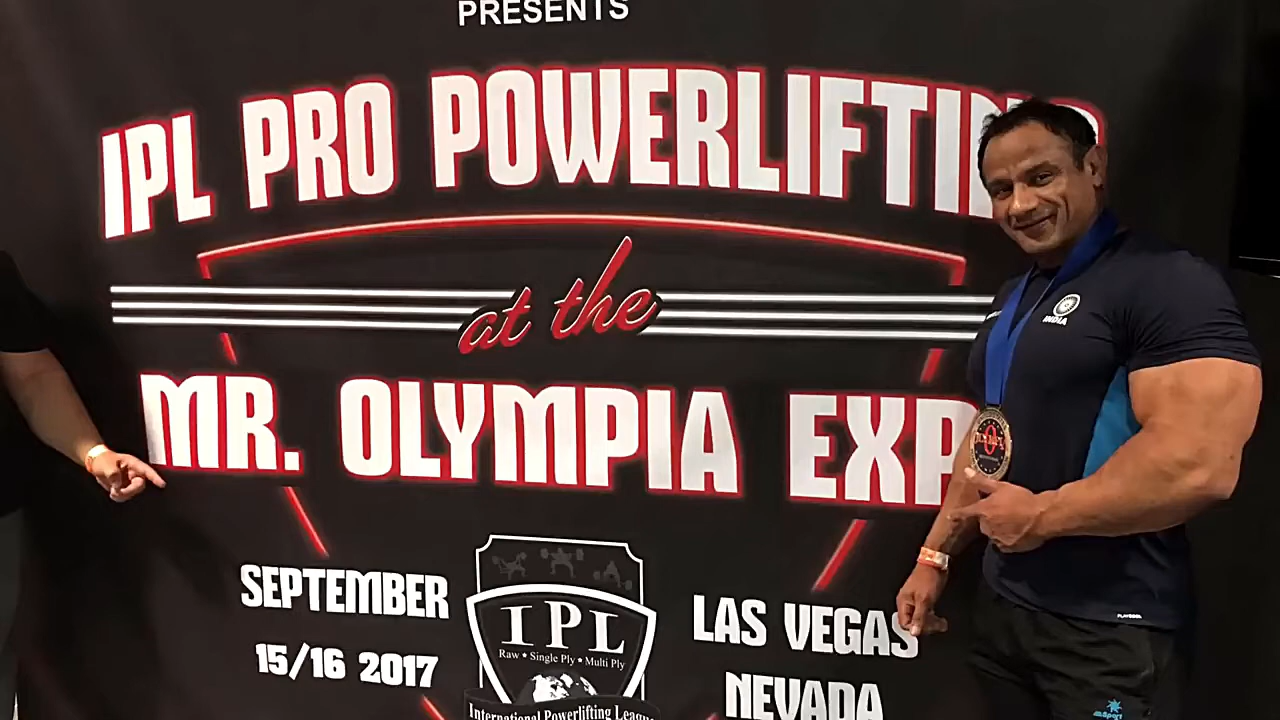 PRESENTS
IPL PRO POWERLIFTIN
at the
MR. OLYMPIA EXP
SEPTEMBER
15/16 2017
LAS VEGAS
NEVADA
IPL
Raw ★ Single Ply ★ Multi Ply
International Powerlifting League
INDIA